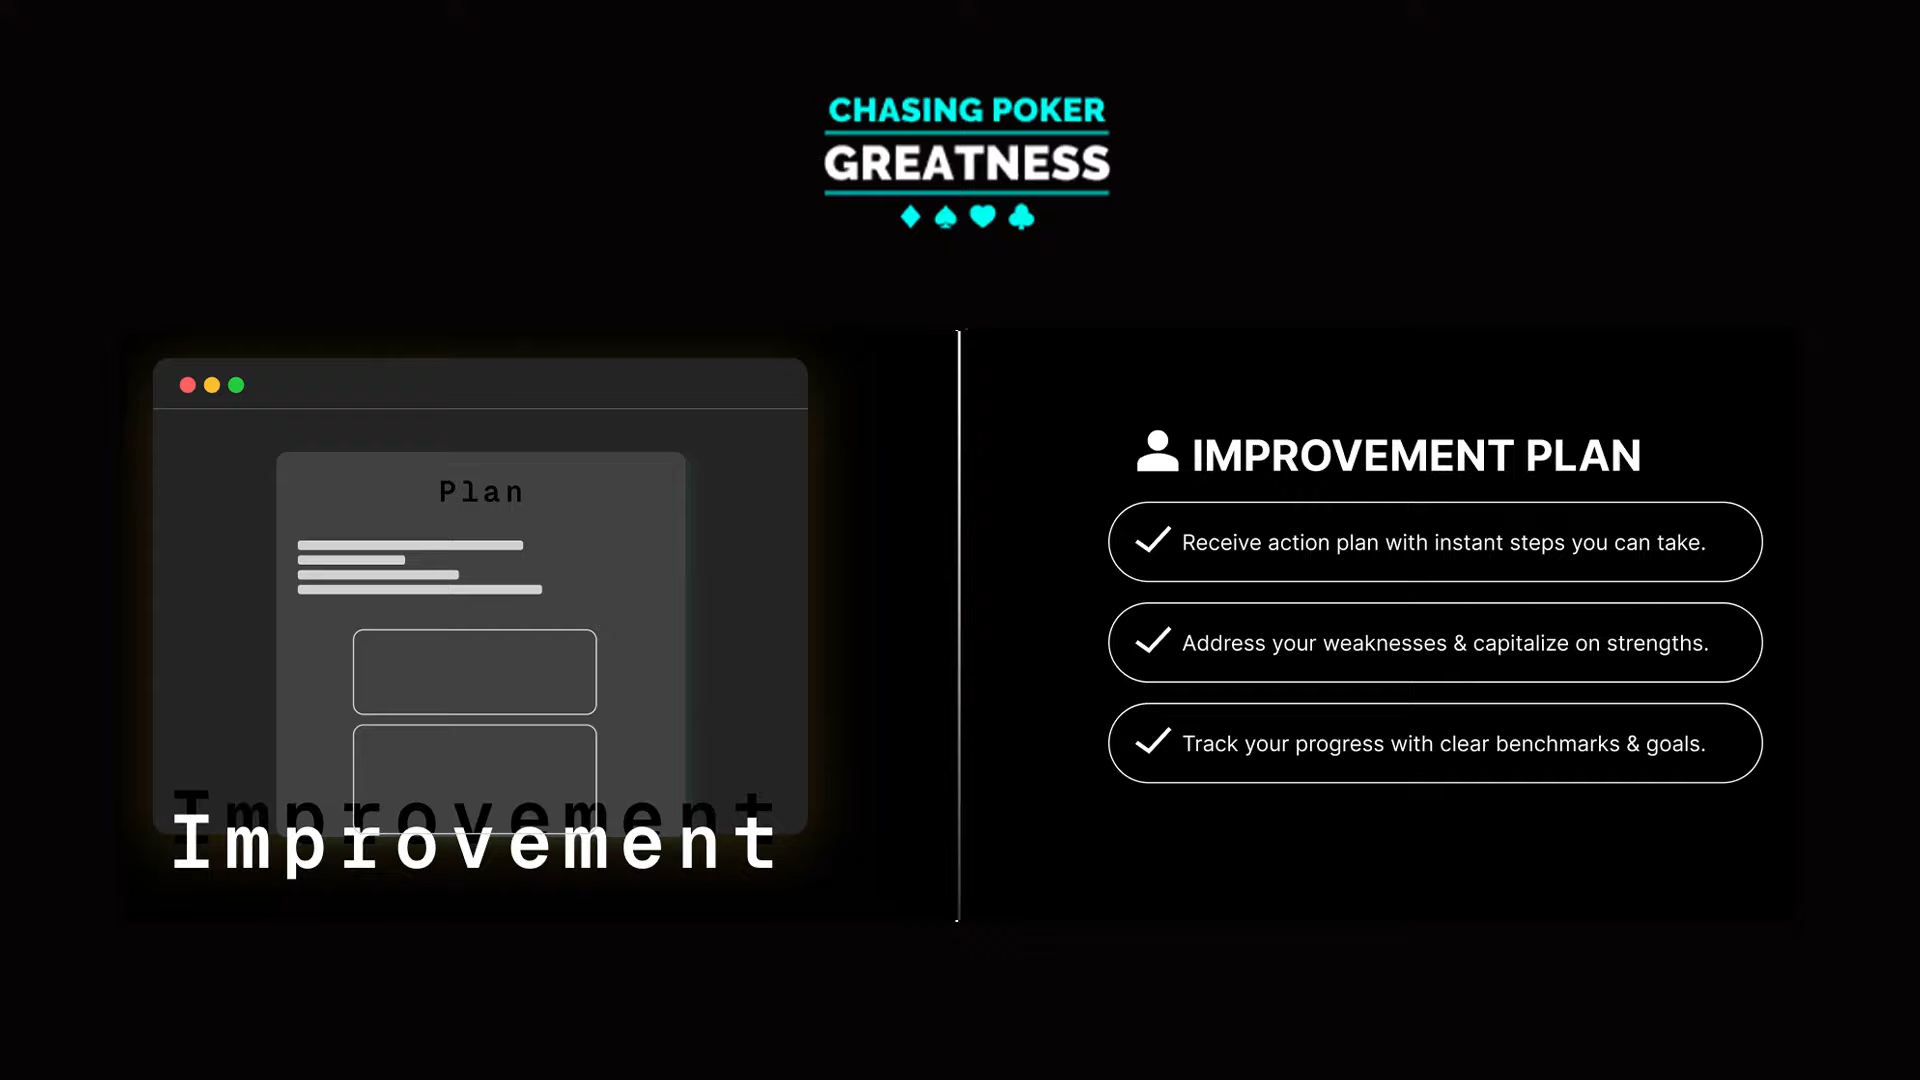 CHASING POKER
GREATNESS
Plan
Improvement
Improvement
IMPROVEMENT PLAN
Receive action plan with instant steps you can take.
Address your weaknesses & capitalize on strengths.
Track your progress with clear benchmarks & goals.